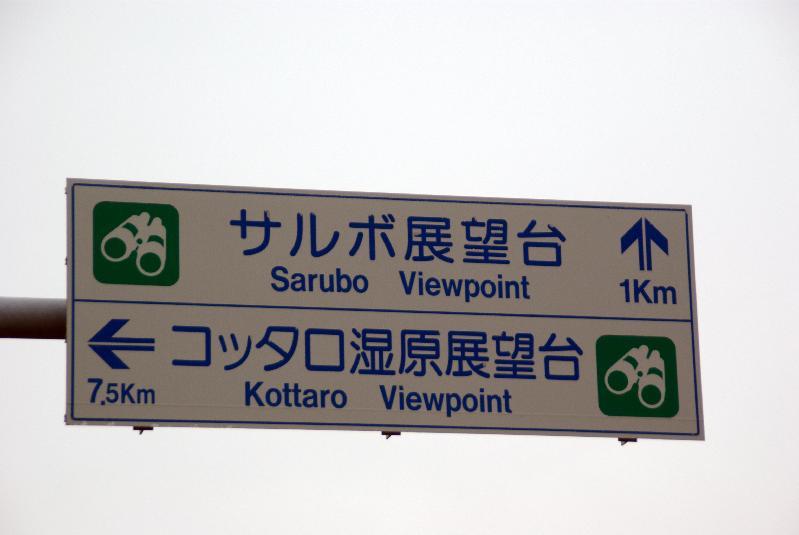 サルボ展望台
Sarubo Viewpoint
1Km
コッタロ湿原展望台
7.5Km
Kottaro Viewpoint